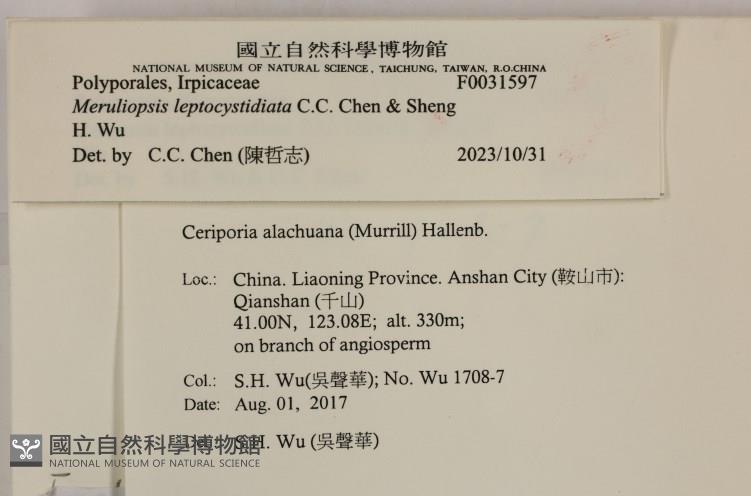 國立自然科學博物館
NATIONAL MUSEUM OF NATURAL SCIENCE, TAICHUNG, TAIWAN, R.O.CHINA
Polyporales, Irpicaceae F0031597
Meruliopsis leptocystidiata C.C. Chen & Sheng
H. Wu
Det. by C.C. Chen (陳哲志) 2023/10/31
Ceriporia alachuana (Murrill) Hallenb.
Loc.: China. Liaoning Province. Anshan City (鞍山市):
Qianshan (千山)
41.00N, 123.08E; alt. 330m;
on branch of angiosperm
Col.: S.H. Wu(吳聲華); No. Wu 1708-7
Date: Aug. 01, 2017
S.H. Wu (吳聲華)
國立自然科學博物館
NATIONAL MUSEUM OF NATURAL SCIENCE